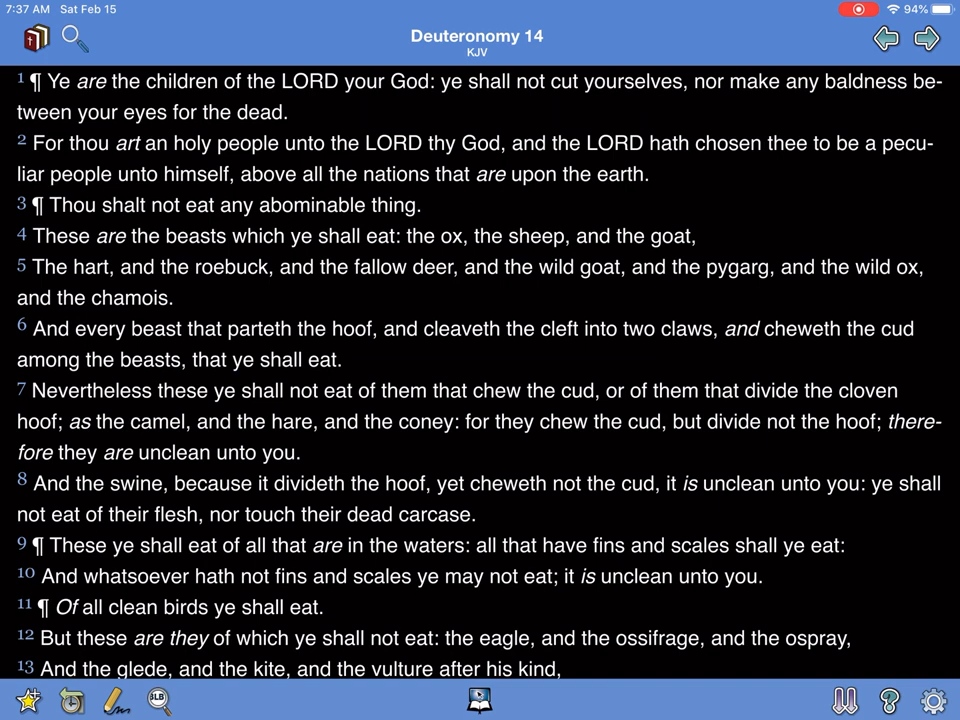 7:37 AM Sat Feb 15
94%
Deuteronomy 14
KJV
1 ¶ Ye are the children of the LORD your God: ye shall not cut yourselves, nor make any baldness be-
tween your eyes for the dead.
2 For thou art an holy people unto the LORD thy God, and the LORD hath chosen thee to be a pecu-
liar people unto himself, above all the nations that are upon the earth.
3 ¶ Thou shalt not eat any abominable thing.
4 These are the beasts which ye shall eat: the ox, the sheep, and the goat,
5 The hart, and the roebuck, and the fallow deer, and the wild goat, and the pygarg, and the wild ox,
and the chamois.
6 And every beast that parteth the hoof, and cleaveth the cleft into two claws, and cheweth the cud
among the beasts, that ye shall eat.
7 Nevertheless these ye shall not eat of them that chew the cud, or of them that divide the cloven
hoof; as the camel, and the hare, and the coney: for they chew the cud, but divide not the hoof; there-
fore they are unclean unto you.
8 And the swine, because it divideth the hoof, yet cheweth not the cud, it is unclean unto you: ye shall
not eat of their flesh, nor touch their dead carcase.
9 ¶ These ye shall eat of all that are in the waters: all that have fins and scales shall ye eat:
10 And whatsoever hath not fins and scales ye may not eat; it is unclean unto you.
11 ¶ Of all clean birds ye shall eat.
12 But these are they of which ye shall not eat: the eagle, and the ossifrage, and the ospray,
13 And the glede, and the kite, and the vulture after his kind,
BLB